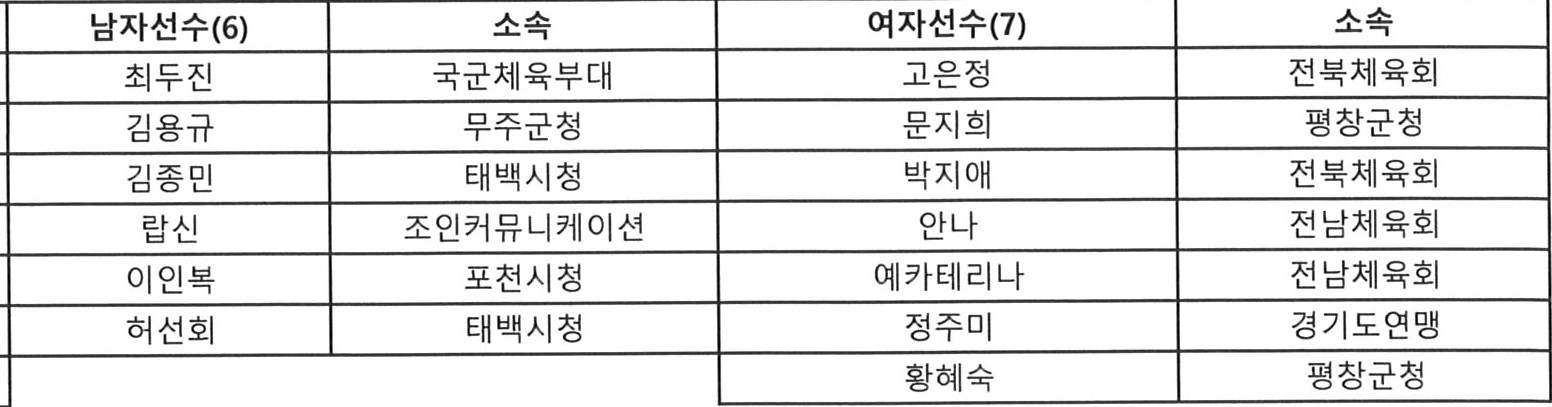 남자선수(6) 소속 여자선수(7) 소속
최두진 국군체육부대 고은정 전북체육회
김용규 무주군청 문지희 평창군청
김종민 태백시청 박지애 전북체육회
랍신 조인커뮤니케이션 안나 전남체육회
이인복 포천시청 예카테리나 전남체육회
허선회 태백시청 정주미 경기도연맹
황혜숙 평창군청